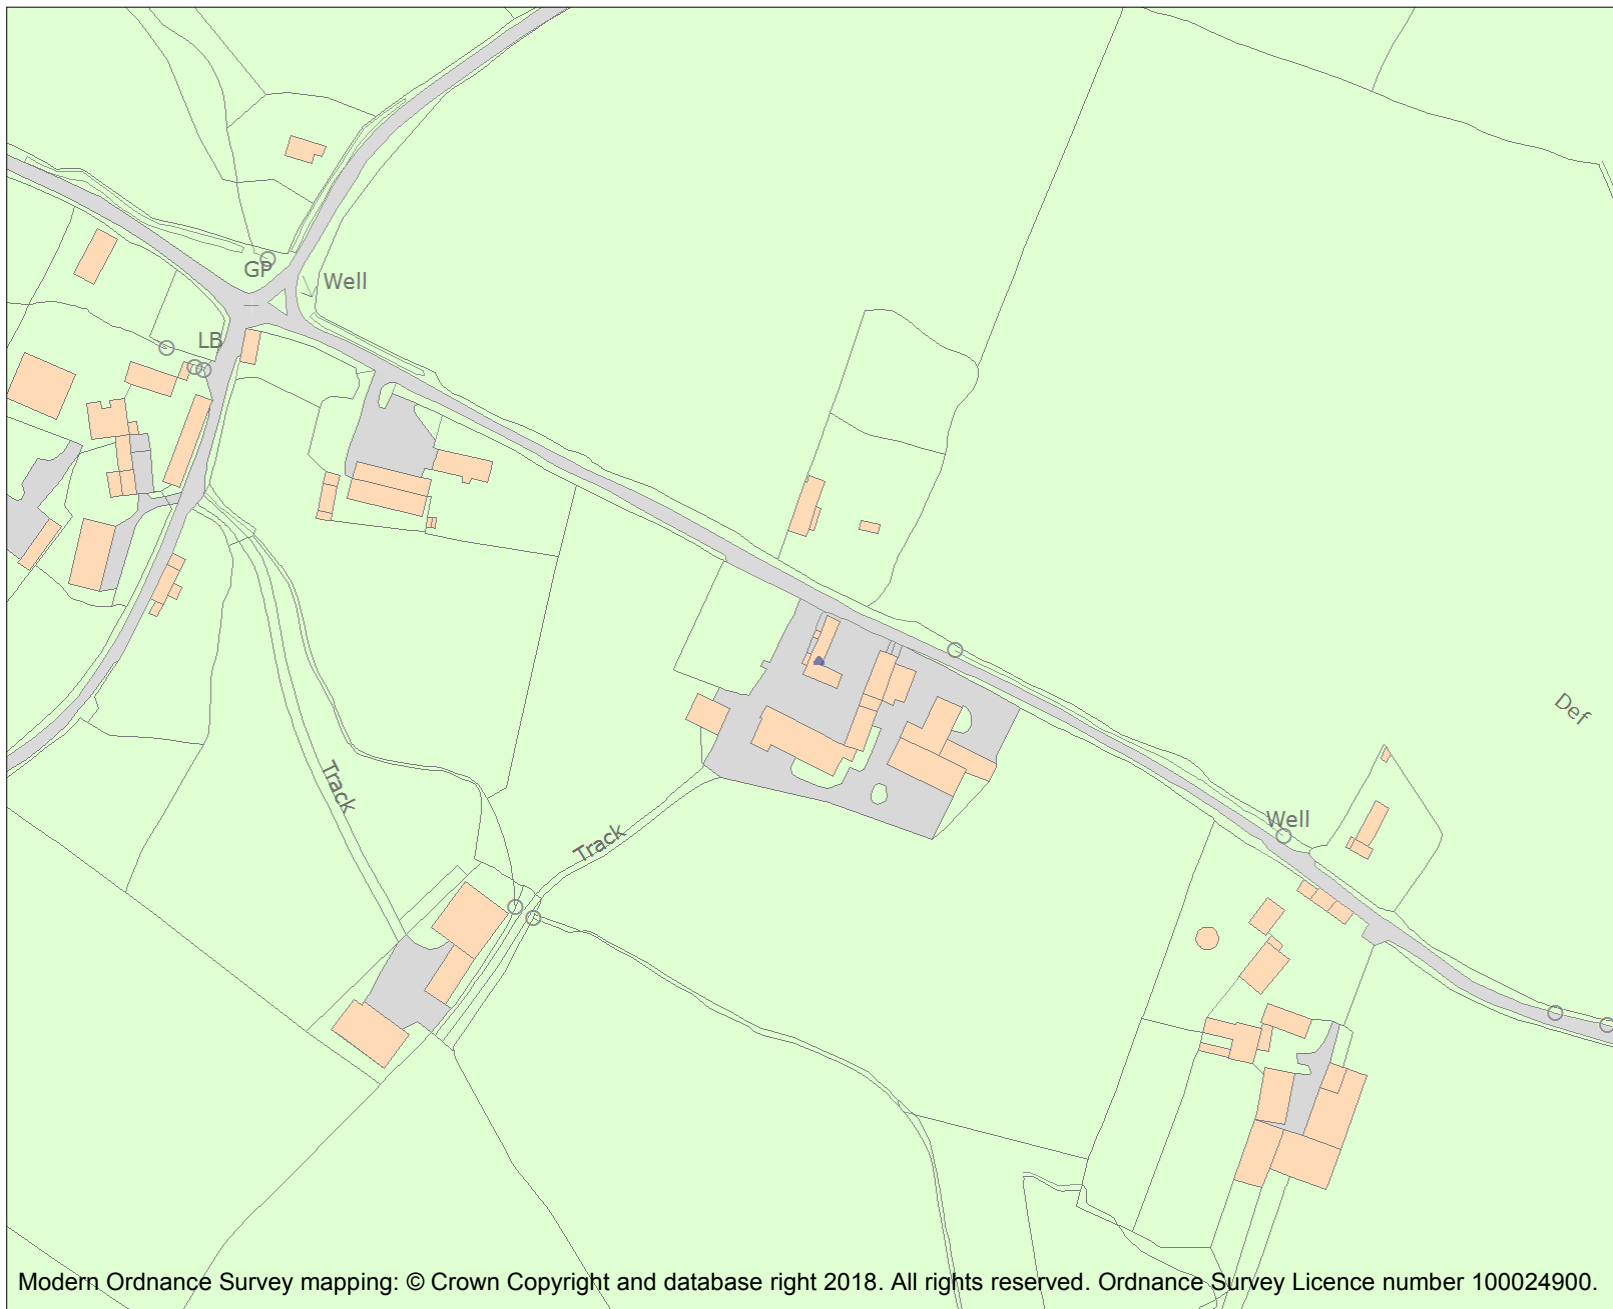 GP
Well
LB
Def
Track
Well
Track
Modern Ordnance Survey mapping: © Crown Copyright and database right 2018. All rights reserved. Ordnance Survey Licence number 100024900.